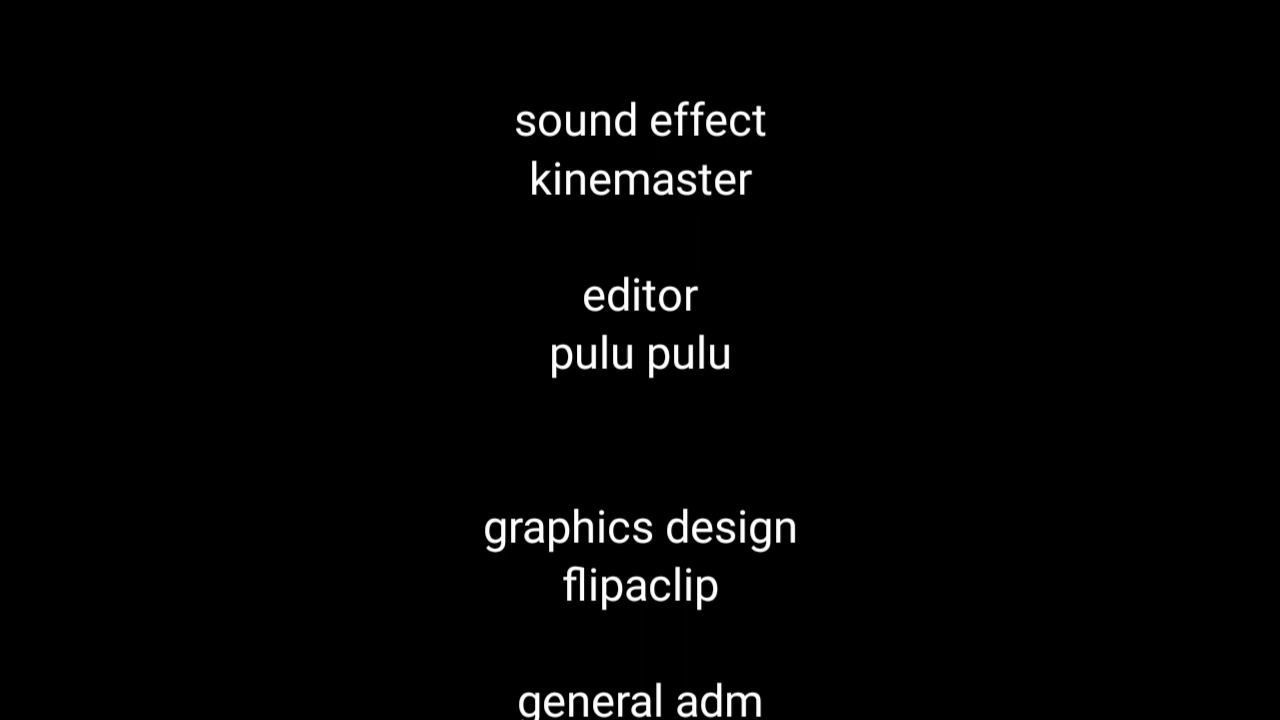 sound effect
kinemaster
editor
pulu pulu
graphics design
flipaclip
general adm